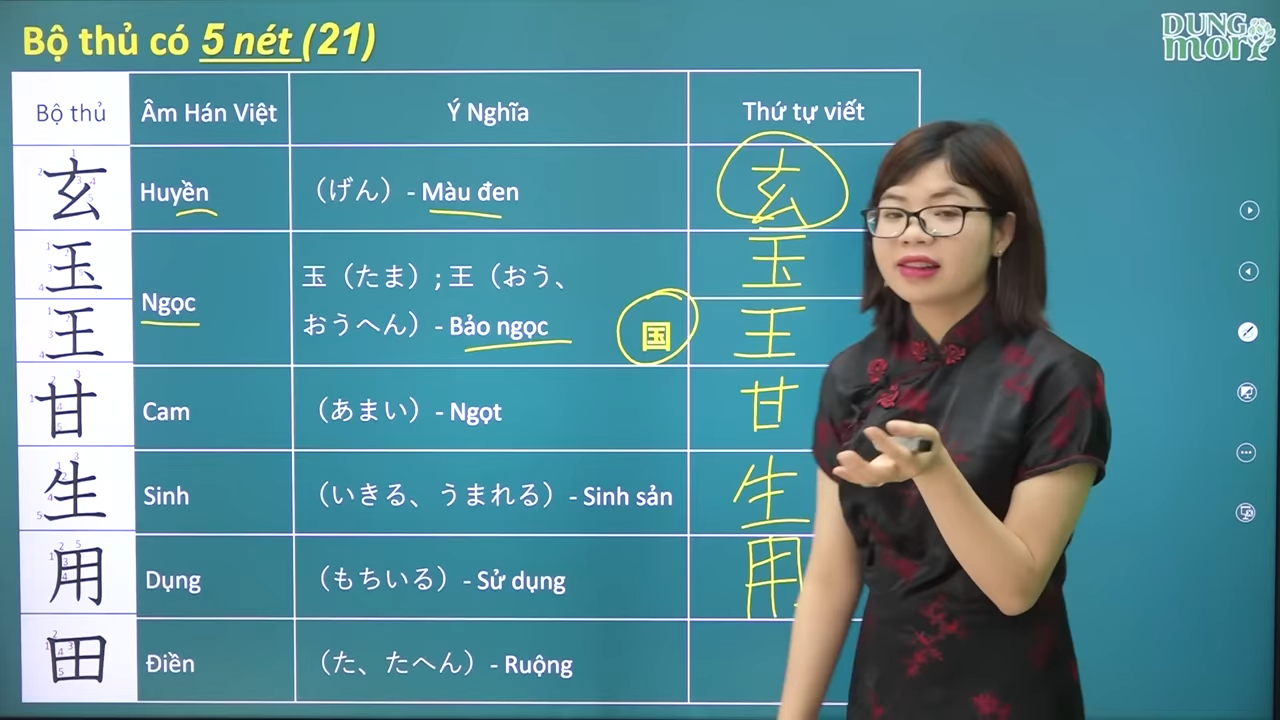 Bộ thủ có 5 nét (21)
DUNG
mori
Bộ thủ Âm Hán Việt Ý Nghĩa Thứ tự viết
玄 Huyền （げん）- Màu đen 玄
玉 玉（たま）; 王（おう、 玉
Ngọc
王 おうへん）- Bảo ngọc 国 王
甘 Cam （あまい）- Ngọt 甘
生 Sinh （いきる、うまれる）- Sinh sản 生
用 Dụng （もちいる）- Sử dụng 用
田 Điền （た、たへん）- Ruộng